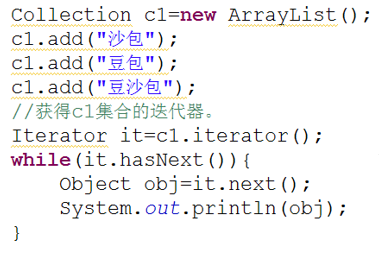 Collection c1=new ArrayList();
c1.add("沙包");
c1.add("豆包");
c1.add("豆沙包");
//获得c1集合的迭代器。
Iterator it=c1.iterator();
while(it.hasNext()){
    Object obj=it.next();
    System.out.println(obj);
}